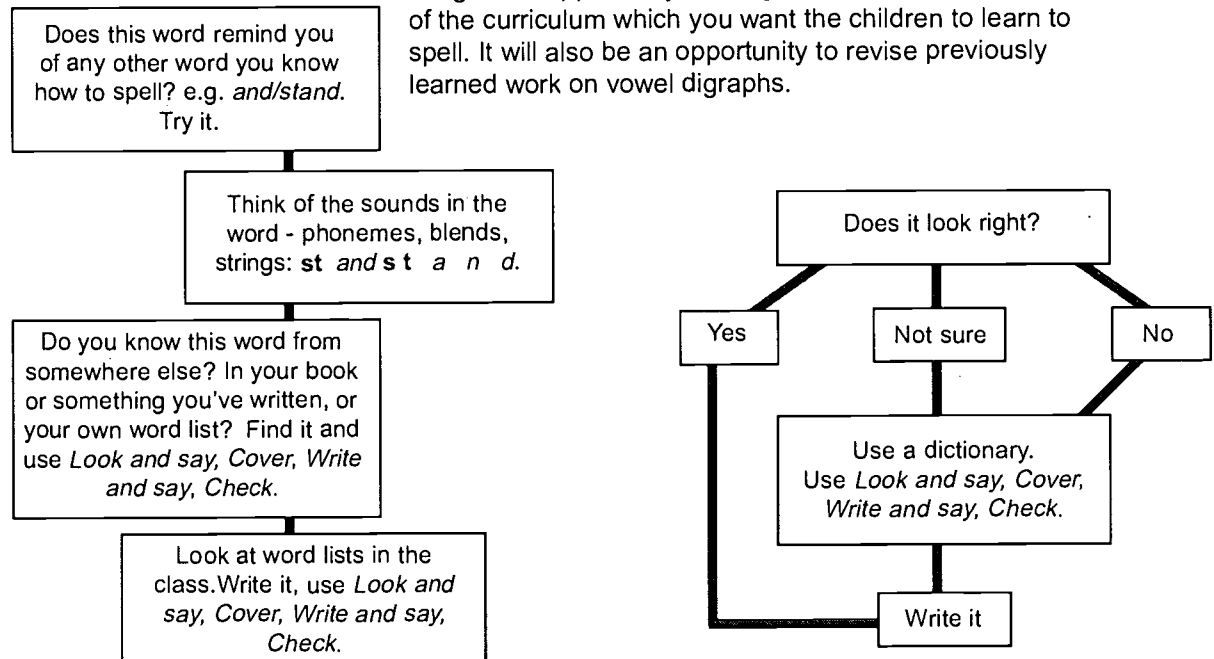 of the curriculum which you want the children to learn to
spell. It will also be an opportunity to revise previously
learned work on vowel digraphs.
Does this word remind you
of any other word you know
how to spell? e.g. and/stand.
Try it.
Think of the sounds in the
word - phonemes, blends,
strings: st and s t a n d.
Do you know this word from
somewhere else? In your book
or something you've written, or
your own word list? Find it and
use Look and say, Cover, Write
and say, Check.
Look at word lists in the
class.Write it, use Look and
say, Cover, Write and say,
Check.
Does it look right?
Yes
Not sure
No
Use a dictionary.
Use Look and say, Cover,
Write and say, Check.
Write it